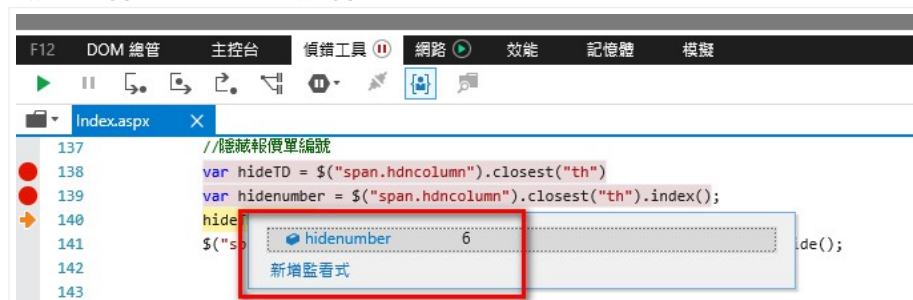 F12 DOM 總管 主控台 偵錯工具 網路 效能 記憶體 模擬
Index.aspx
137 //隱藏報價單編號
138 var hideTD = $("span.hdncolumn").closest("th")
139 var hidenumber = $("span.hdncolumn").closest("th").index();
140 hide
hidenumber 6
141 $("sp ide();
新增監看式
142
143